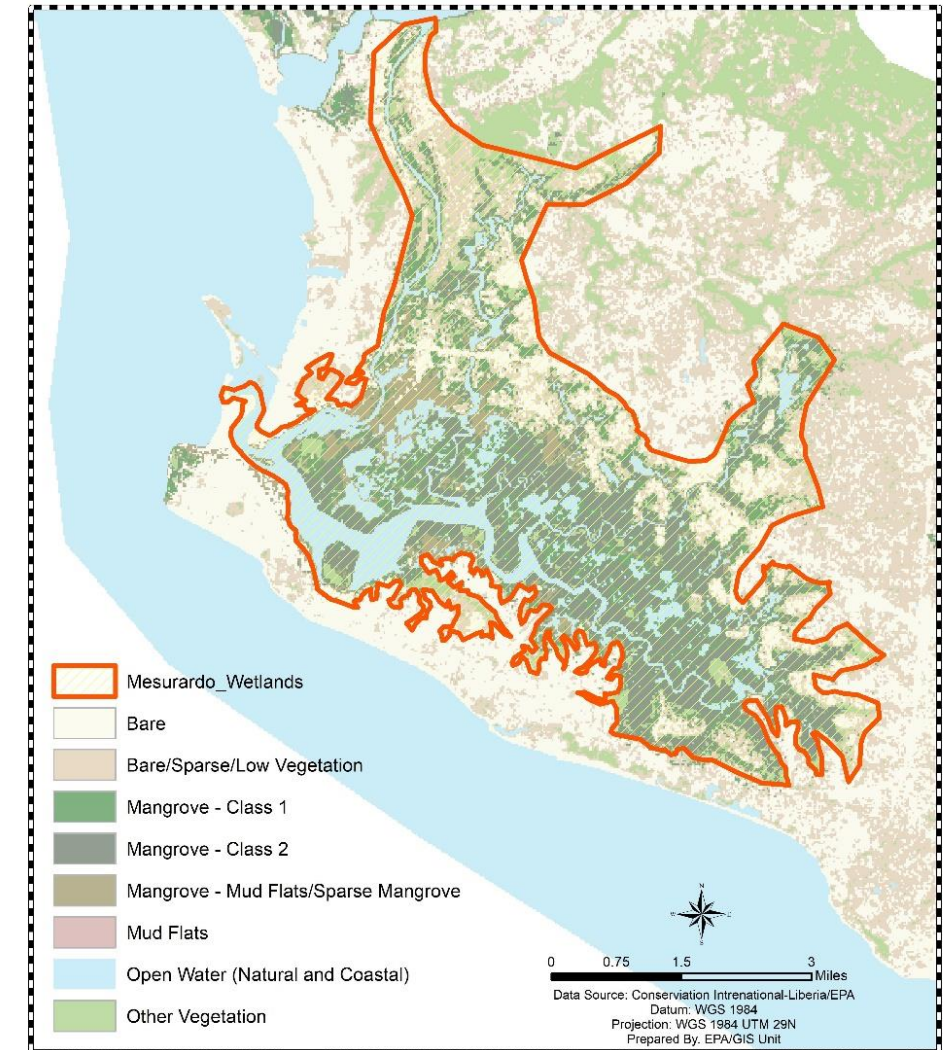 Mesurardo_Wetlands
Bare
Bare/Sparse/Low Vegetation
Mangrove - Class 1
Mangrove - Class 2
Mangrove - Mud Flats/Sparse Mangrove
Mud Flats
Open Water (Natural and Coastal)
Other Vegetation
N
W
E
S
0 0.75 1.5 3
Miles
Data Source: Conserviation Intrenational-Liberia/EPA
Datum: WGS 1984
Projection: WGS 1984 UTM 29N
Prepared By. EPA/GIS Unit